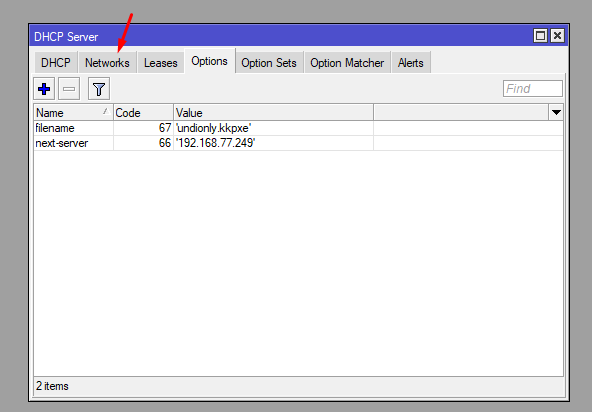 DHCP Server
DHCP Networks Leases Options Option Sets Option Matcher Alerts
Find
Name Code Value
filename 67 'undionly.kkpxe'
next-server 66 '192.168.77.249'
2 items